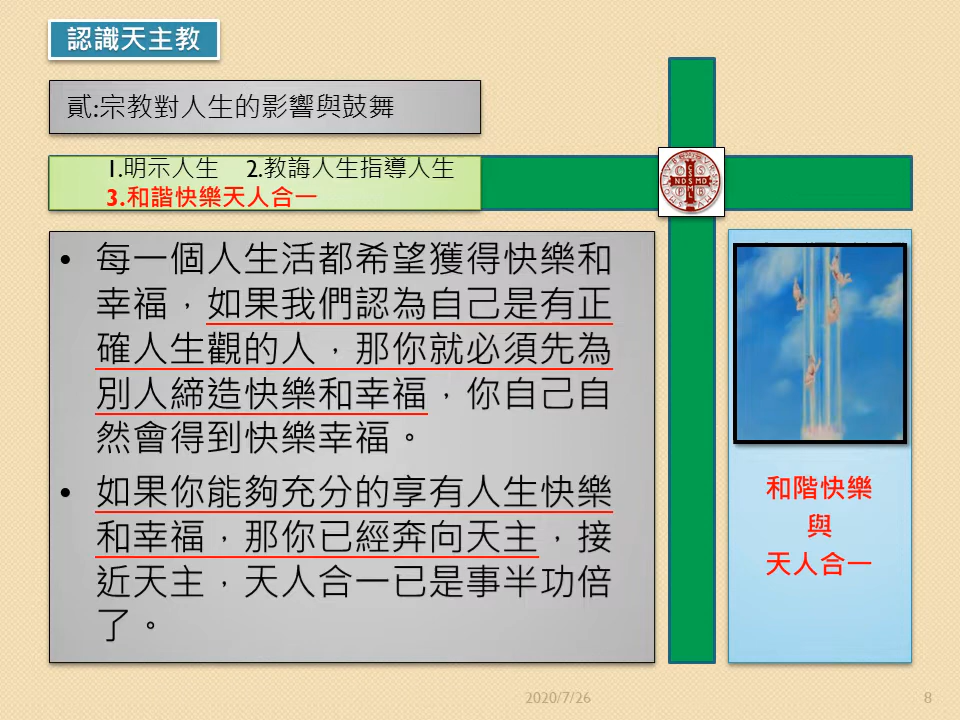 認識天主教
貳:宗教對人生的影響與鼓舞
1.明示人生 2.教誨人生指導人生
3.和諧快樂天人合一
• 每一個人生活都希望獲得快樂和
幸福，如果我們認為自己是有正
確人生觀的人，那你就必須先為
別人締造快樂和幸福，你自己自
然會得到快樂幸福。
• 如果你能夠充分的享有人生快樂
和幸福，那你已經奔向天主，接
近天主，天人合一已是事半功倍
了。
和階快樂
與
天人合一
2020/7/26
8